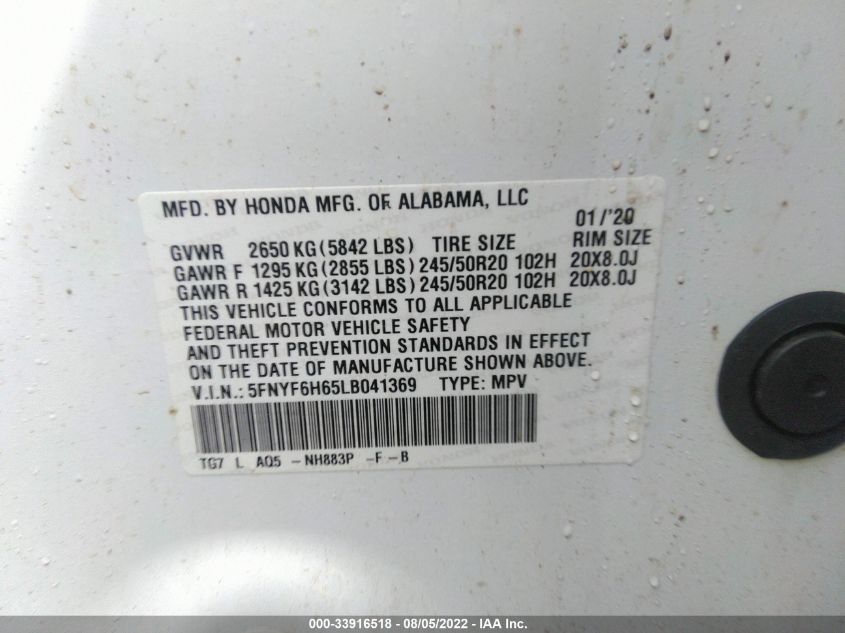 MFD. BY HONDA MFG. OF ALABAMA, LLC
01/'20
GVWR 2650 KG (5842 LBS) TIRE SIZE RIM SIZE
GAWR F 1295 KG (2855 LBS) 245/50R20 102H 20X8.0J
GAWR R 1425 KG (3142 LBS) 245/50R20 102H 20X8.0J
THIS VEHICLE CONFORMS TO ALL APPLICABLE
FEDERAL MOTOR VEHICLE SAFETY
AND THEFT PREVENTION STANDARDS IN EFFECT
ON THE DATE OF MANUFACTURE SHOWN ABOVE.
V.I.N.: 5FNYF6H65LB041369 TYPE: MPV
TG7 L A05 -NH883P -F -B
000-33916518 - 08/05/2022 - IAA Inc.